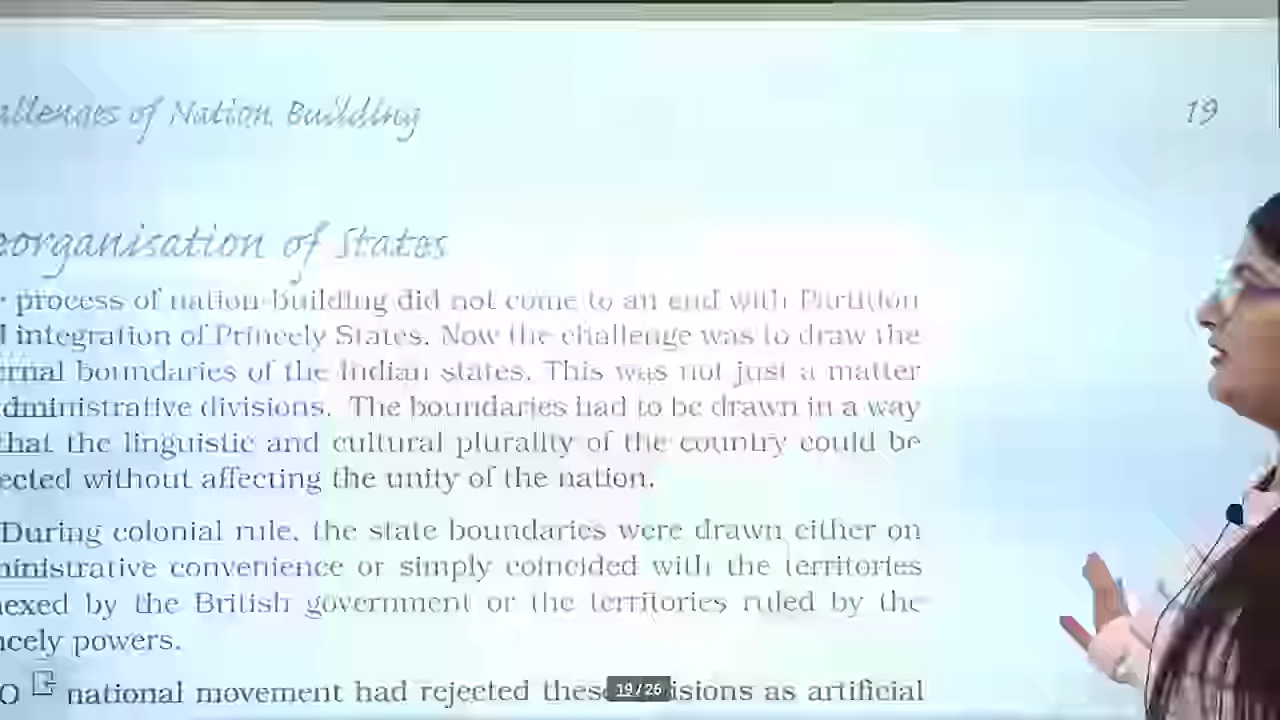 allenges of Nation Building
19
eorganisation of States
process of nation-building did not come to an end with Partition
l integration of Princely States. Now the challenge was to draw the
rnal boundaries of the Indian states. This was not just a matter
dministrative divisions. The boundaries had to be drawn in a way
that the linguistic and cultural plurality of the country could be
ected without affecting the unity of the nation.
During colonial rule, the state boundaries were drawn either on
ninistrative convenience or simply coincided with the territories
nexed by the British government or the territories ruled by the
ncely powers.
O national movement had rejected these isions as artificial
19 / 26